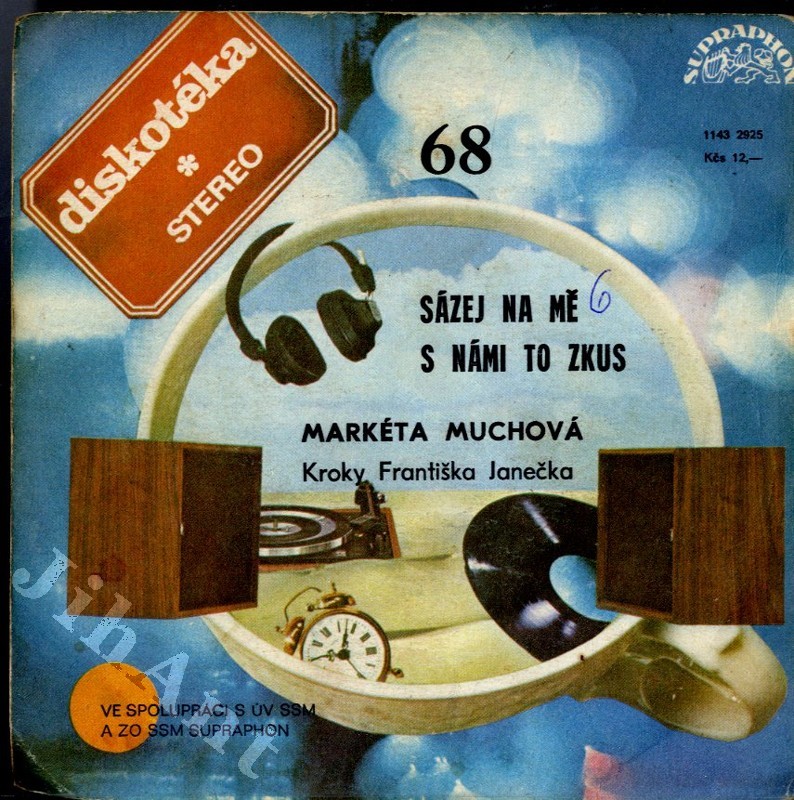 diskotéka
STEREO
SUPRAPHON
68
1143 2925
Kčs 12,—
SÁZEJ NA MĚ 6
S NÁMI TO ZKUS
MARKÉTA MUCHOVÁ
Kroky Františka Janečka
VE SPOLUPRÁCI S ÚV SSM
A ZO SSM SUPRAPHON
JihAnt